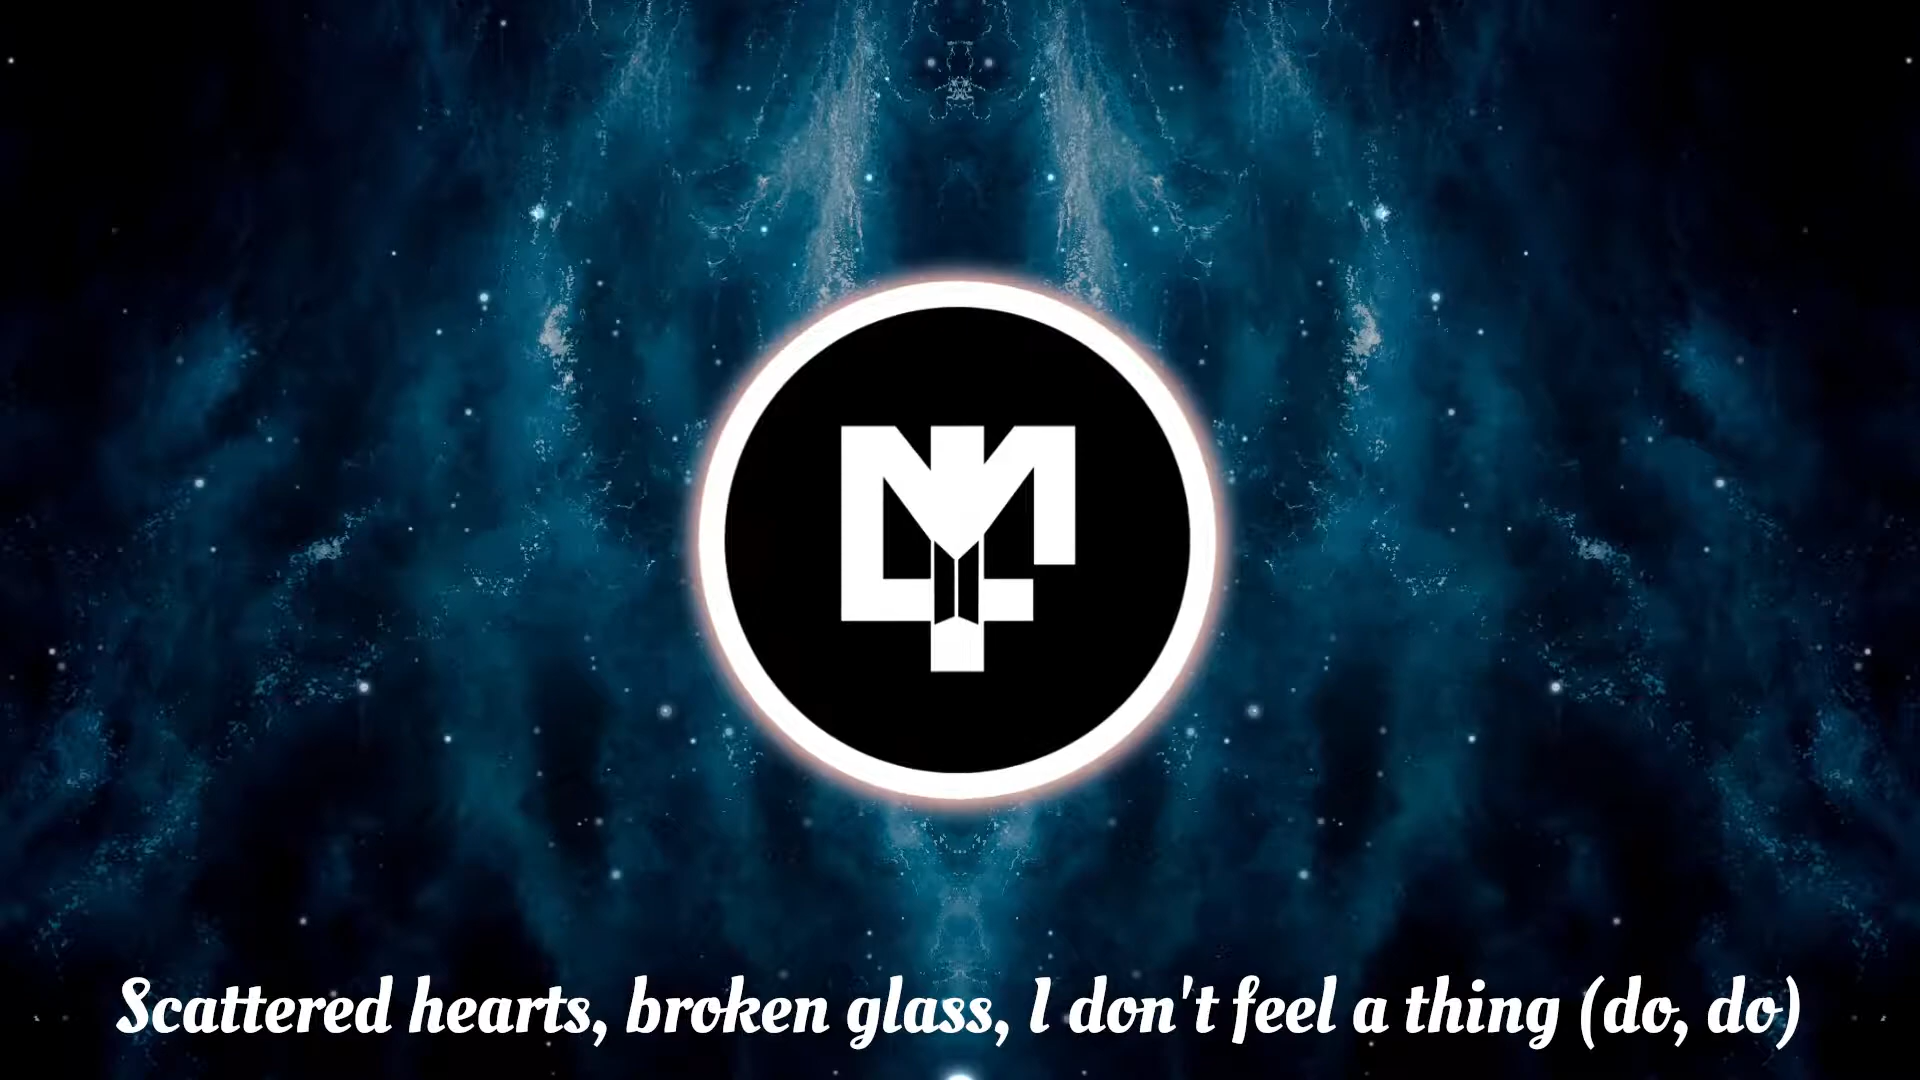 Scattered hearts, broken glass, I don't feel a thing (do, do)